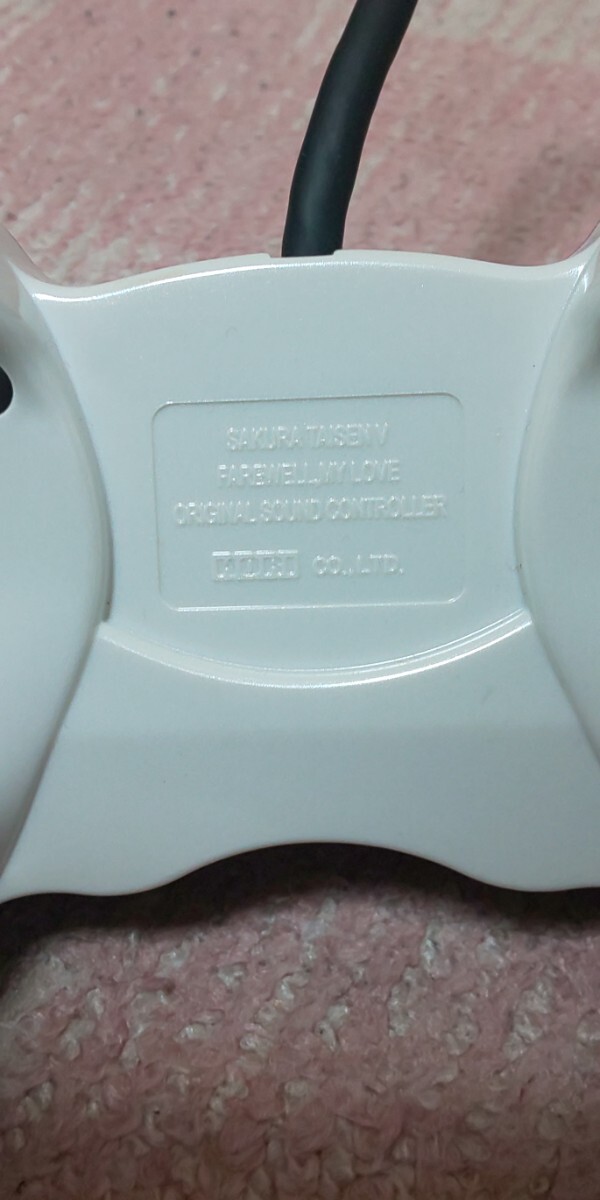 SAKURA TAISEN V
FAREWELL, MY LOVE
ORIGINAL SOUND CONTROLLER
HORI CO., LTD.